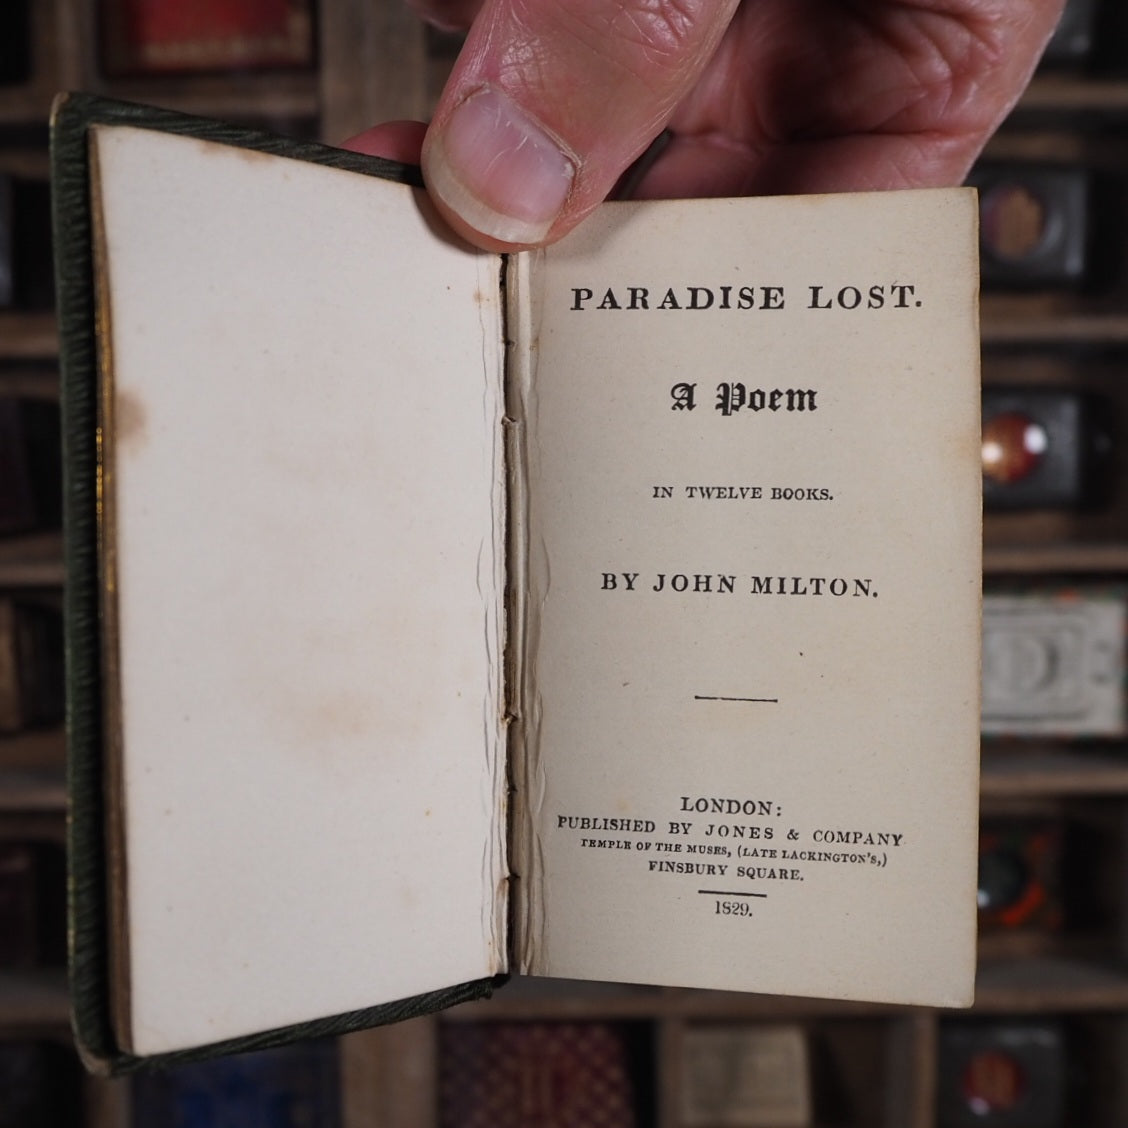 PARADISE LOST.
A Poem
IN TWELVE BOOKS.
BY JOHN MILTON.
LONDON:
PUBLISHED BY JONES & COMPANY
TEMPLE OF THE MUSES, (LATE LACKINGTON'S,)
FINSBURY SQUARE.
1829.